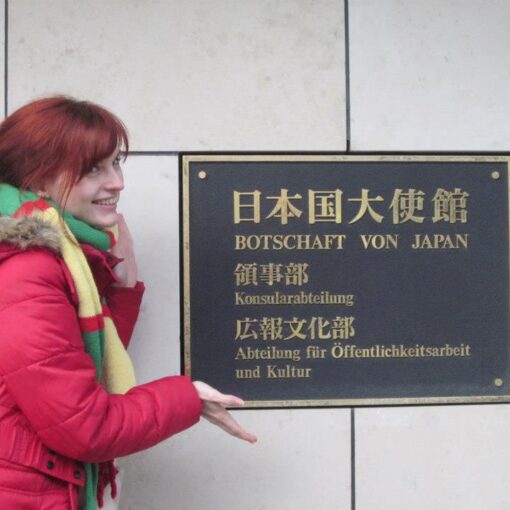 日本国大使館
BOTSCHAFT VON JAPAN
領事部
Konsularabteilung
広報文化部
Abteilung für Öffentlichkeitsarbeit
und Kultur